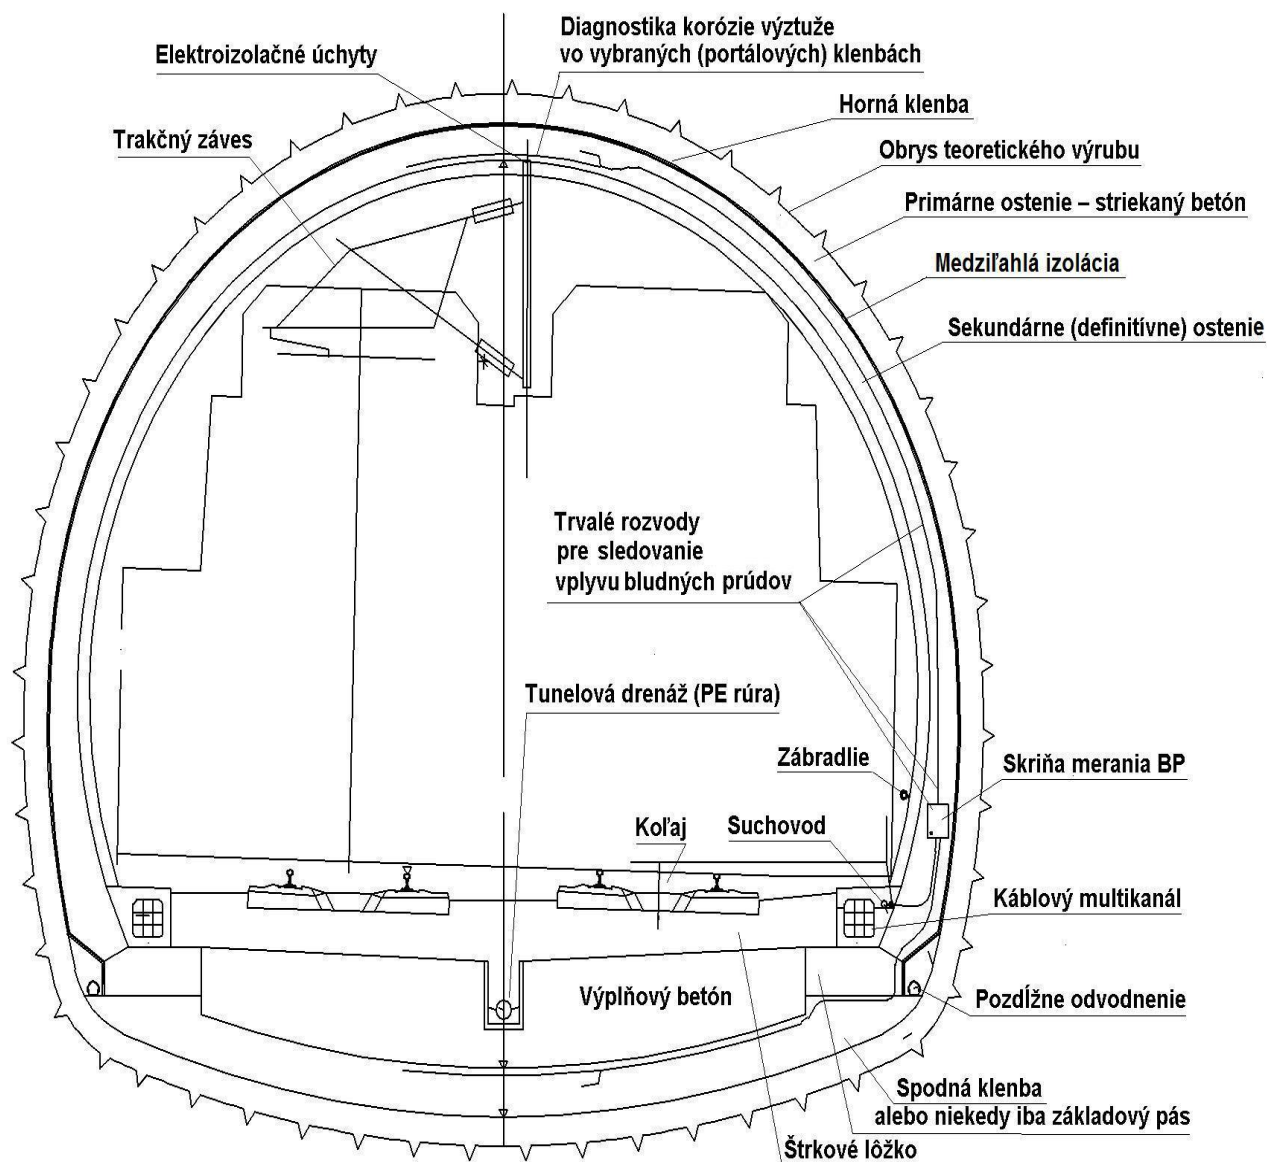 Diagnostika korózie výztuže
vo vybraných (portálových) klenbách
Elektroizolačné úchyty
Horná klenba
Trakčný záves
Obrys teoretického výrubu
Primárne ostenie – striekaný betón
Medziľahlá izolácia
Sekundárne (definitívne) ostenie
Trvalé rozvody
pre sledovanie
vplyvu bludných prúdov
Tunelová drenáž (PE rúra)
Zábradlie
Skriňa merania BP
Koľaj
Suchovod
Káblový multikanál
Výplňový betón
Pozdĺžne odvodnenie
Spodná klenba
alebo niekedy iba základový pás
Štrkové lôžko